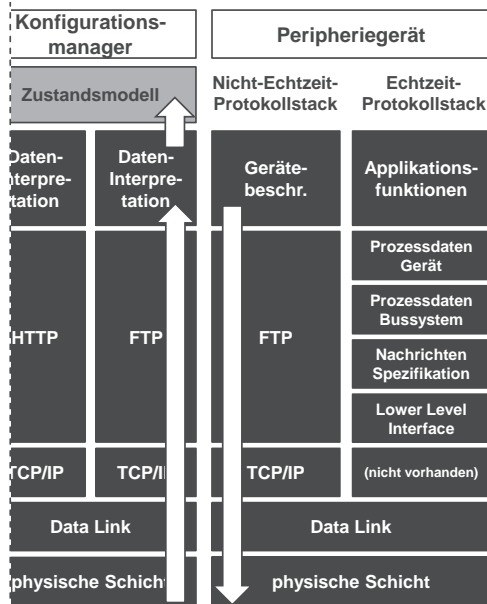 Konfigurations-
manager
Zustandsmodell
Daten-
Interpre-
tation
HTTP
TCP/IP
Daten-
Interpre-
tation
FTP
TCP/IP
Data Link
physische Schicht
Peripheriegerät
Nicht-Echtzeit-
Protokollstack
Geräte-
beschr.
FTP
TCP/IP
Echtzeit-
Protokollstack
Applikations-
funktionen
Prozessdaten
Gerät
Prozessdaten
Bussystem
Nachrichten
Spezifikation
Lower Level
Interface
(nicht vorhanden)
Data Link
physische Schicht